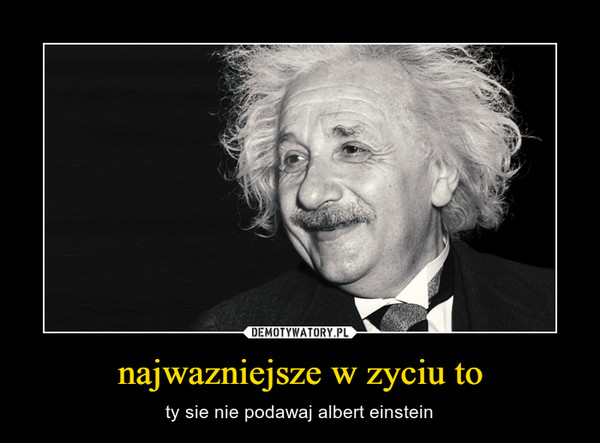 DEMOTYWATORY.PL
najwazniejsze w zyciu to
ty sie nie podawaj albert einstein